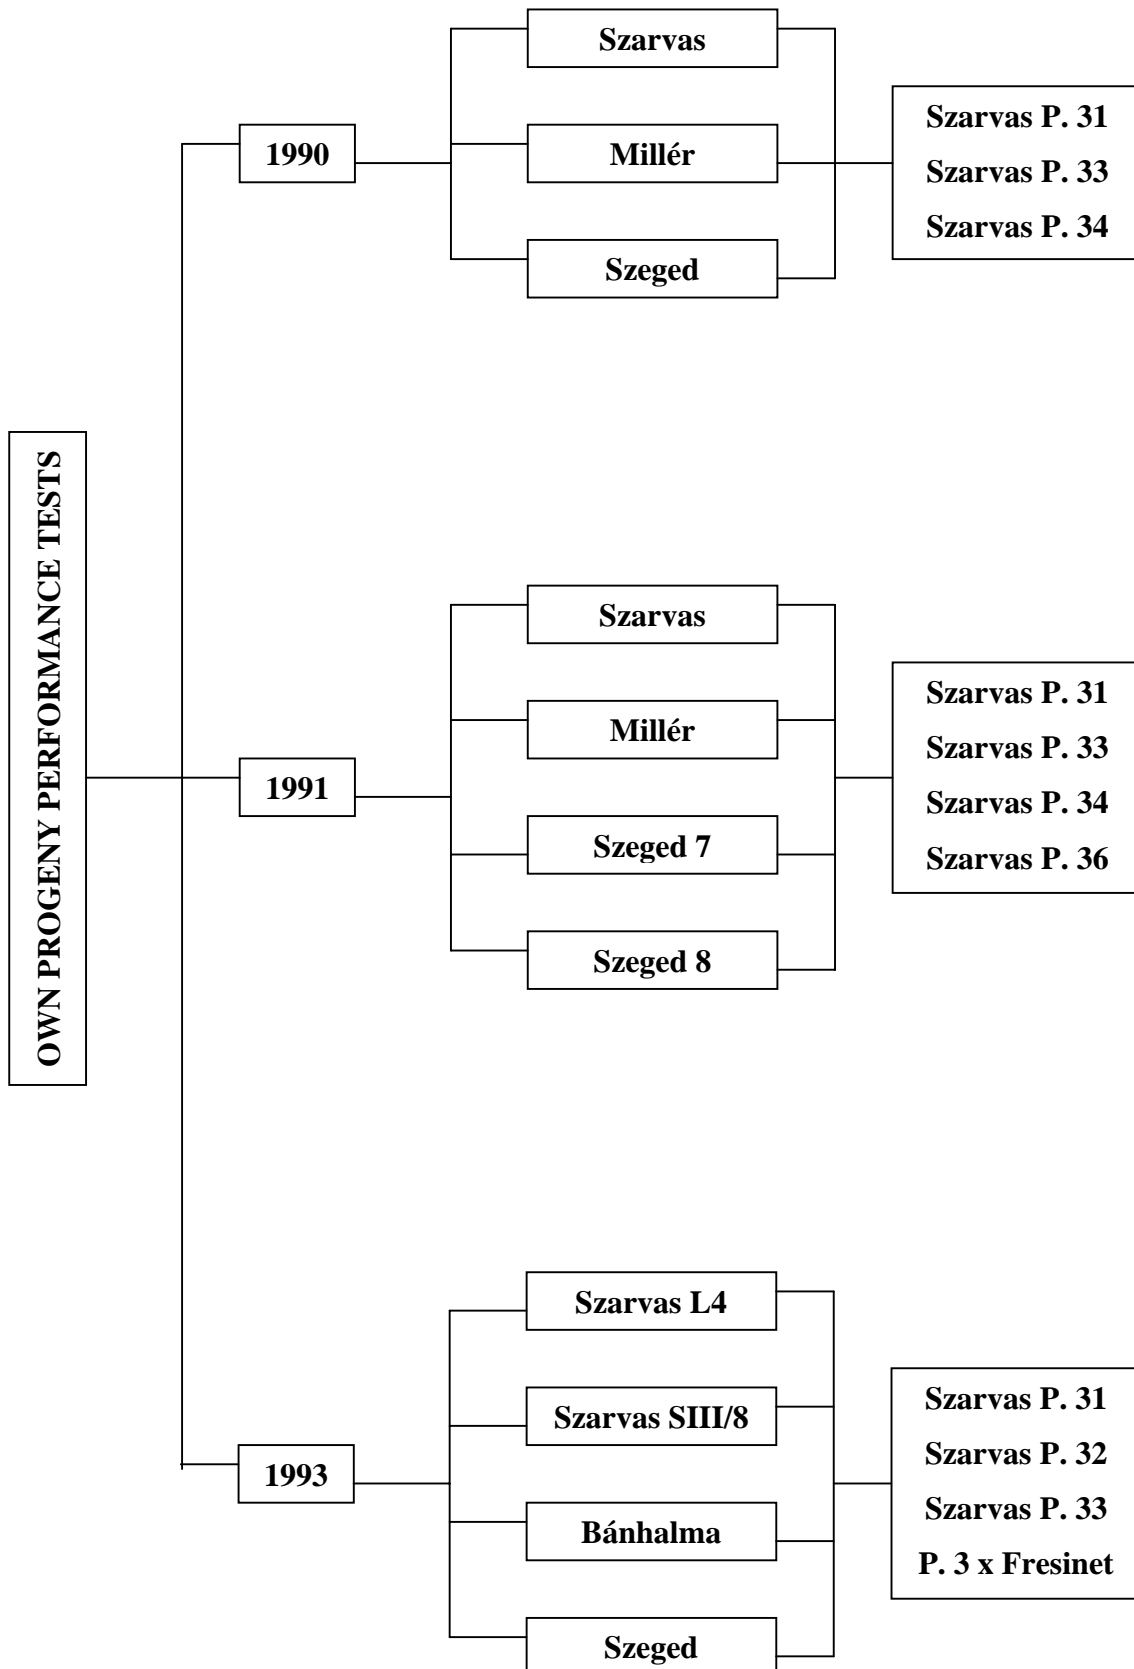 OWN PROGENY PERFORMANCE TESTS
1990
Szarvas
Millér
Szeged
Szarvas P. 31
Szarvas P. 33
Szarvas P. 34
1991
Szarvas
Millér
Szeged 7
Szeged 8
Szarvas P. 31
Szarvas P. 33
Szarvas P. 34
Szarvas P. 36
1993
Szarvas L4
Szarvas SIII/8
Bánhalma
Szeged
Szarvas P. 31
Szarvas P. 32
Szarvas P. 33
P. 3 x Fresinet